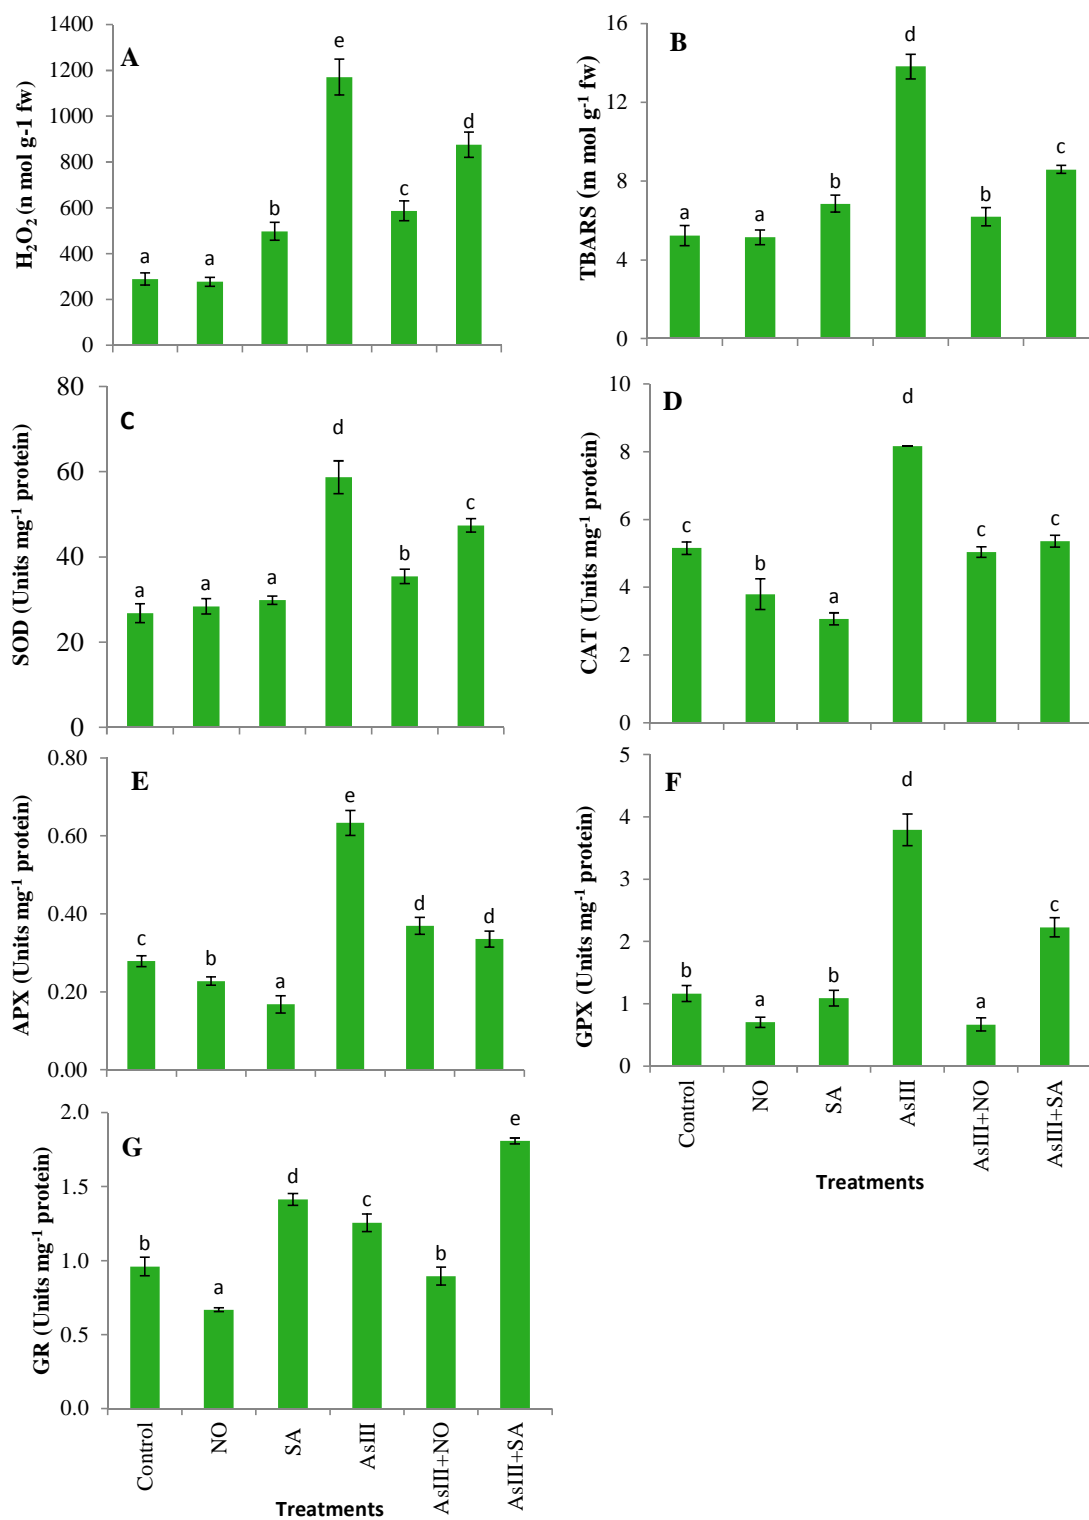 A
H₂O₂ (n mol g-1 fw)
1400
1200
1000
800
600
400
200
0
a
a
b
e
c
d
B
TBARS (m mol g⁻¹ fw)
16
12
8
4
0
a
a
b
d
b
c
C
SOD (Units mg⁻¹ protein)
80
60
40
20
0
a
a
a
d
b
c
D
CAT (Units mg⁻¹ protein)
10
8
6
4
2
0
c
b
a
d
c
c
E
APX (Units mg⁻¹ protein)
0.80
0.60
0.40
0.20
0.00
c
b
a
e
d
d
F
GPX (Units mg⁻¹ protein)
5
4
3
2
1
0
b
a
b
d
a
c
Control
NO
SA
AsIII
AsIII+NO
AsIII+SA
Treatments
G
GR (Units mg⁻¹ protein)
2.0
1.5
1.0
0.5
0.0
b
a
d
c
b
e
Control
NO
SA
AsIII
AsIII+NO
AsIII+SA
Treatments